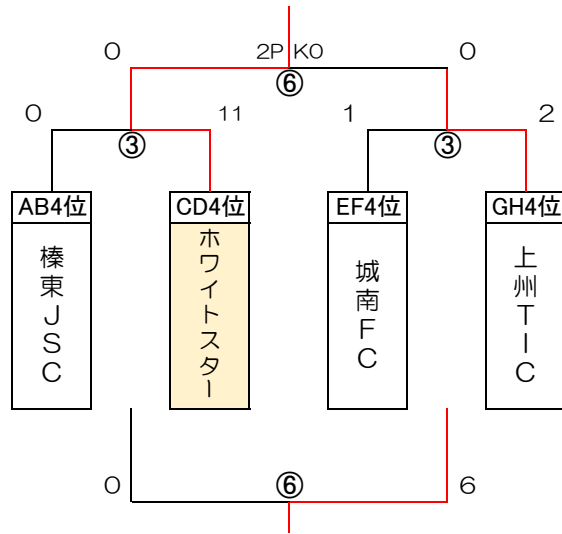 0 2P K0 0
⑥
0 11 1 2
③ ③
AB4位 CD4位 EF4位 GH4位
榛東JSC
ホワイトスター
城南FC
上州TIC
0 ⑥ 6